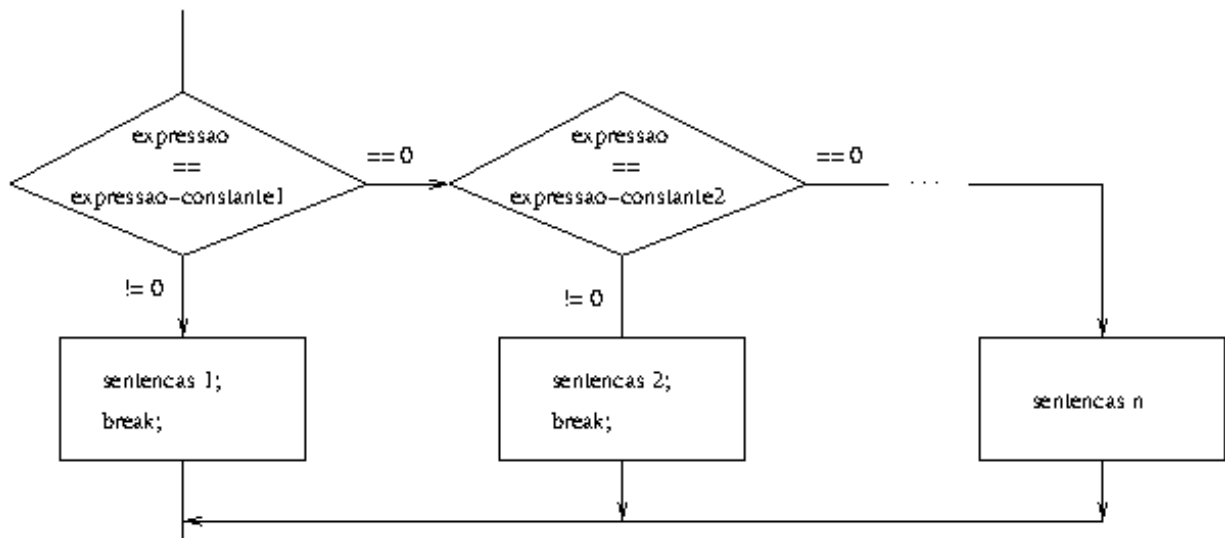 expressao
==
expressao-constante1
== 0
expressao
==
expressao-constante2
== 0
...
!= 0
!= 0
sentencas 1;
break;
sentencas 2;
break;
sentencas n